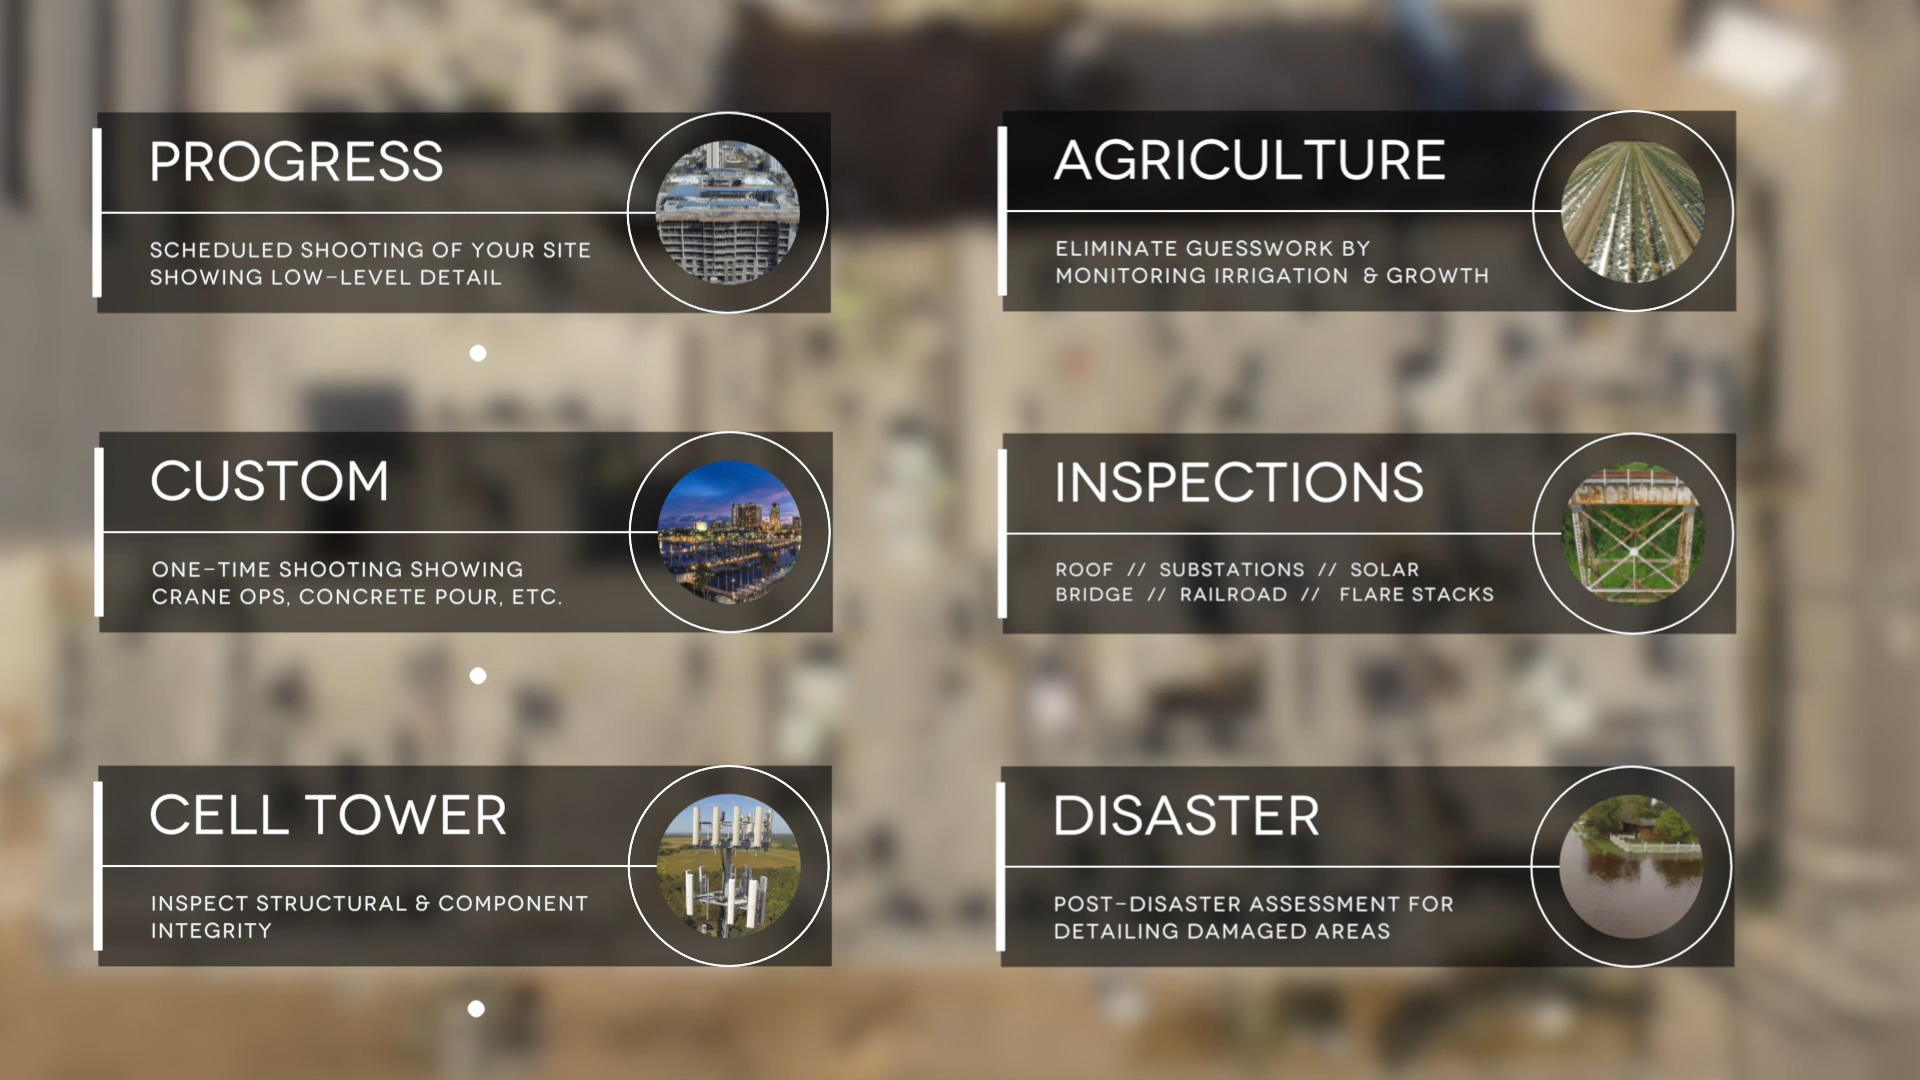 PROGRESS
SCHEDULED SHOOTING OF YOUR SITE
SHOWING LOW-LEVEL DETAIL
CUSTOM
ONE-TIME SHOOTING SHOWING
CRANE OPS, CONCRETE POUR, ETC.
CELL TOWER
INSPECT STRUCTURAL & COMPONENT
INTEGRITY
AGRICULTURE
ELIMINATE GUESSWORK BY
MONITORING IRRIGATION & GROWTH
INSPECTIONS
ROOF // SUBSTATIONS // SOLAR
BRIDGE // RAILROAD // FLARE STACKS
DISASTER
POST-DISASTER ASSESSMENT FOR
DETAILING DAMAGED AREAS